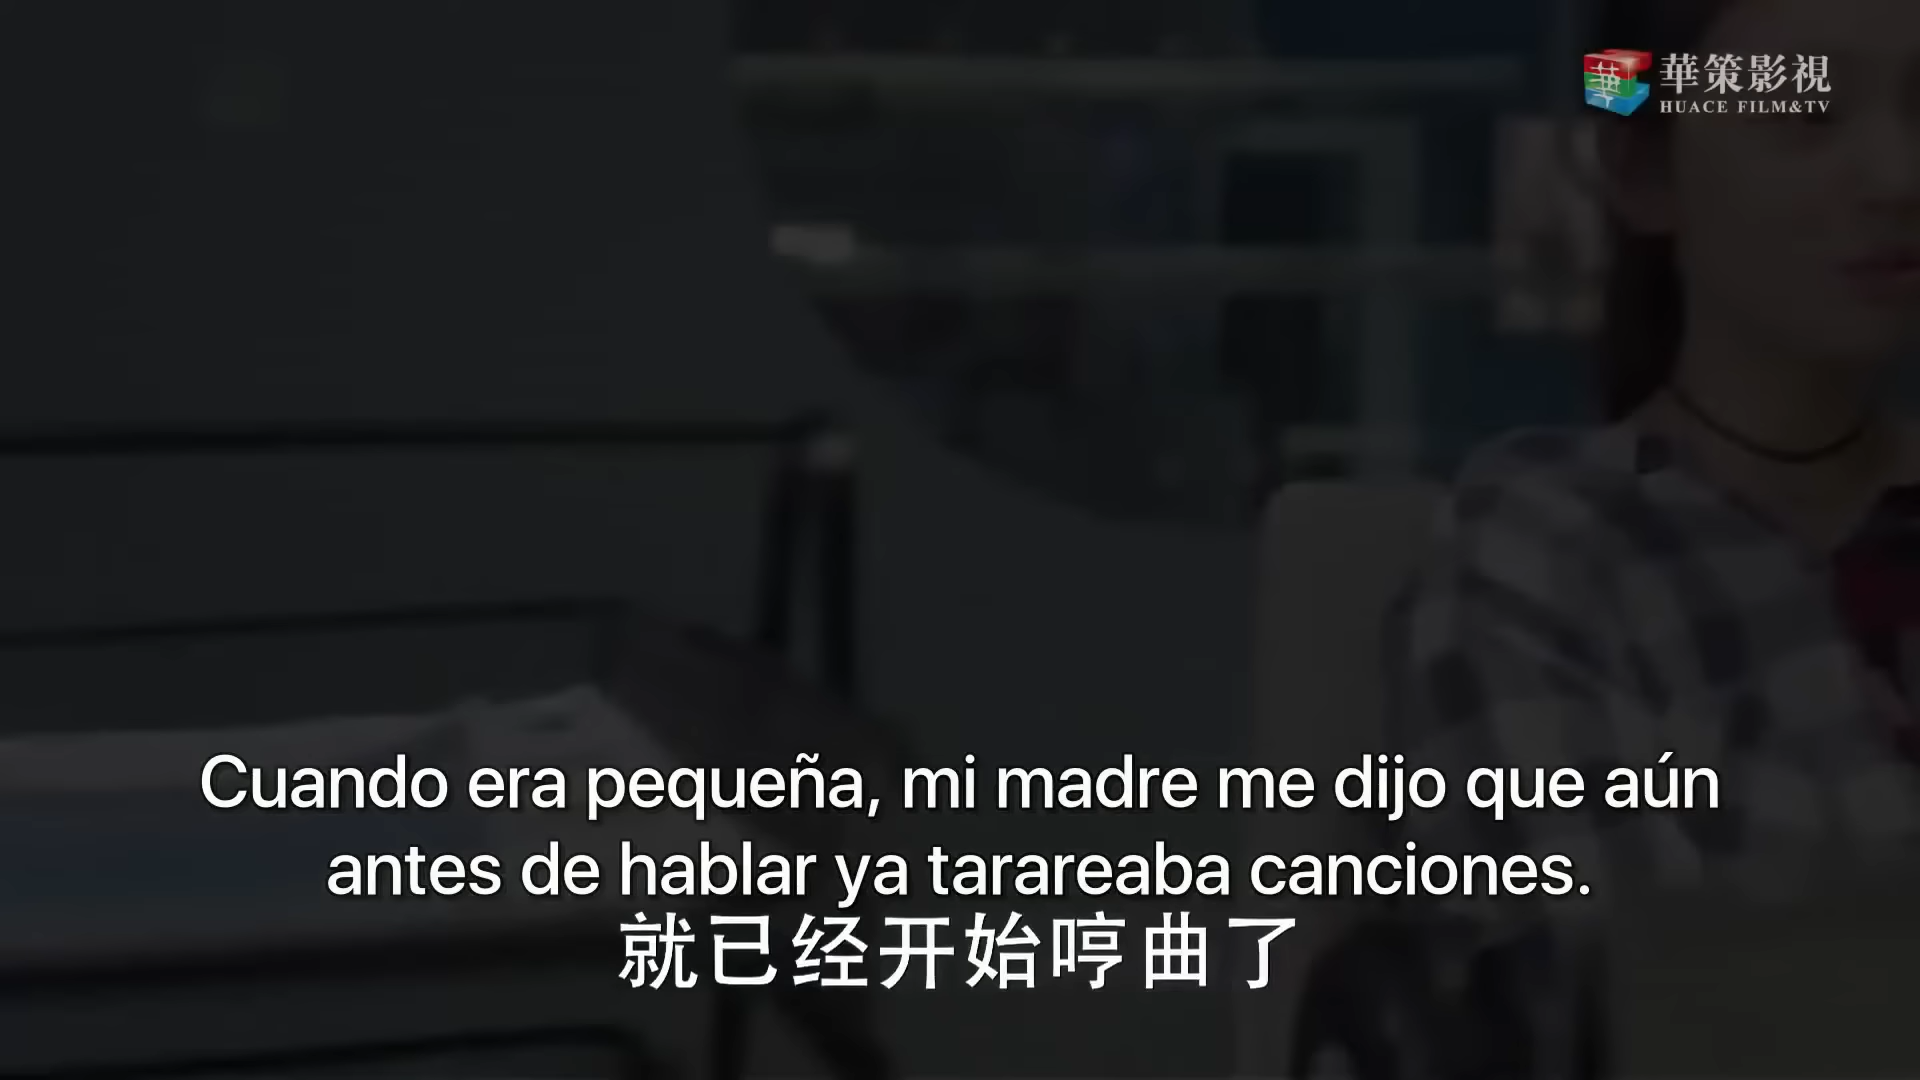 華
華策影視
HUACE FILM&TV
Cuando era pequeña, mi madre me dijo que aún
antes de hablar ya tarareaba canciones.
就已经开始哼曲了